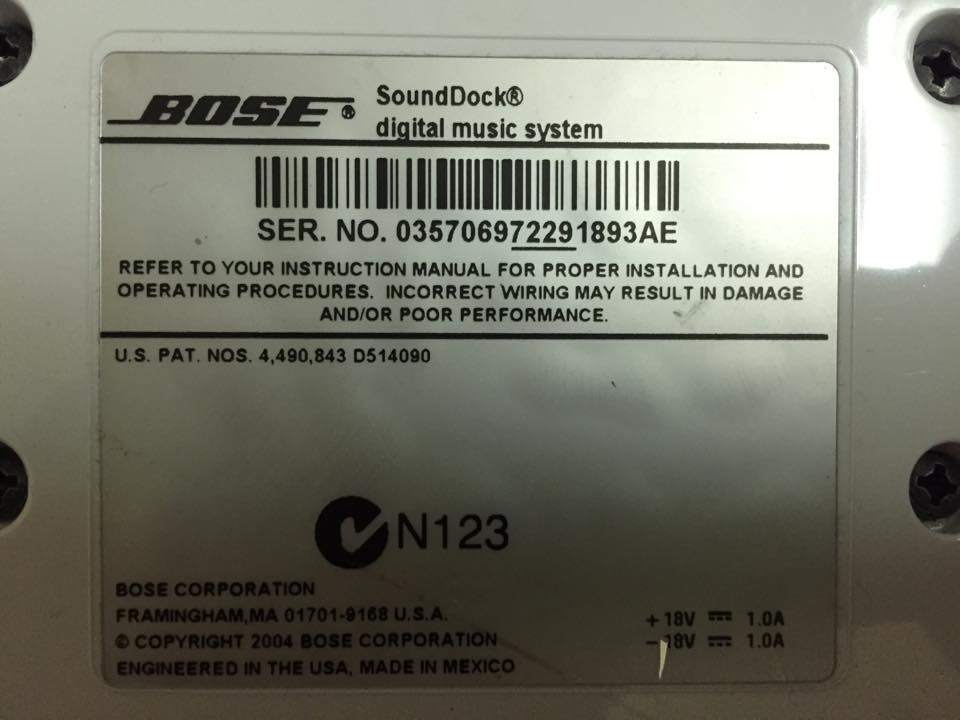 BOSE® SoundDock®
digital music system
SER. NO. 035706972291893AE
REFER TO YOUR INSTRUCTION MANUAL FOR PROPER INSTALLATION AND
OPERATING PROCEDURES. INCORRECT WIRING MAY RESULT IN DAMAGE
AND/OR POOR PERFORMANCE.
U.S. PAT. NOS. 4,490,843 D514090
N123
BOSE CORPORATION
FRAMINGHAM,MA 01701-9168 U.S.A.
© COPYRIGHT 2004 BOSE CORPORATION
ENGINEERED IN THE USA, MADE IN MEXICO
+18V ⎓ 1.0A
-18V ⎓ 1.0A